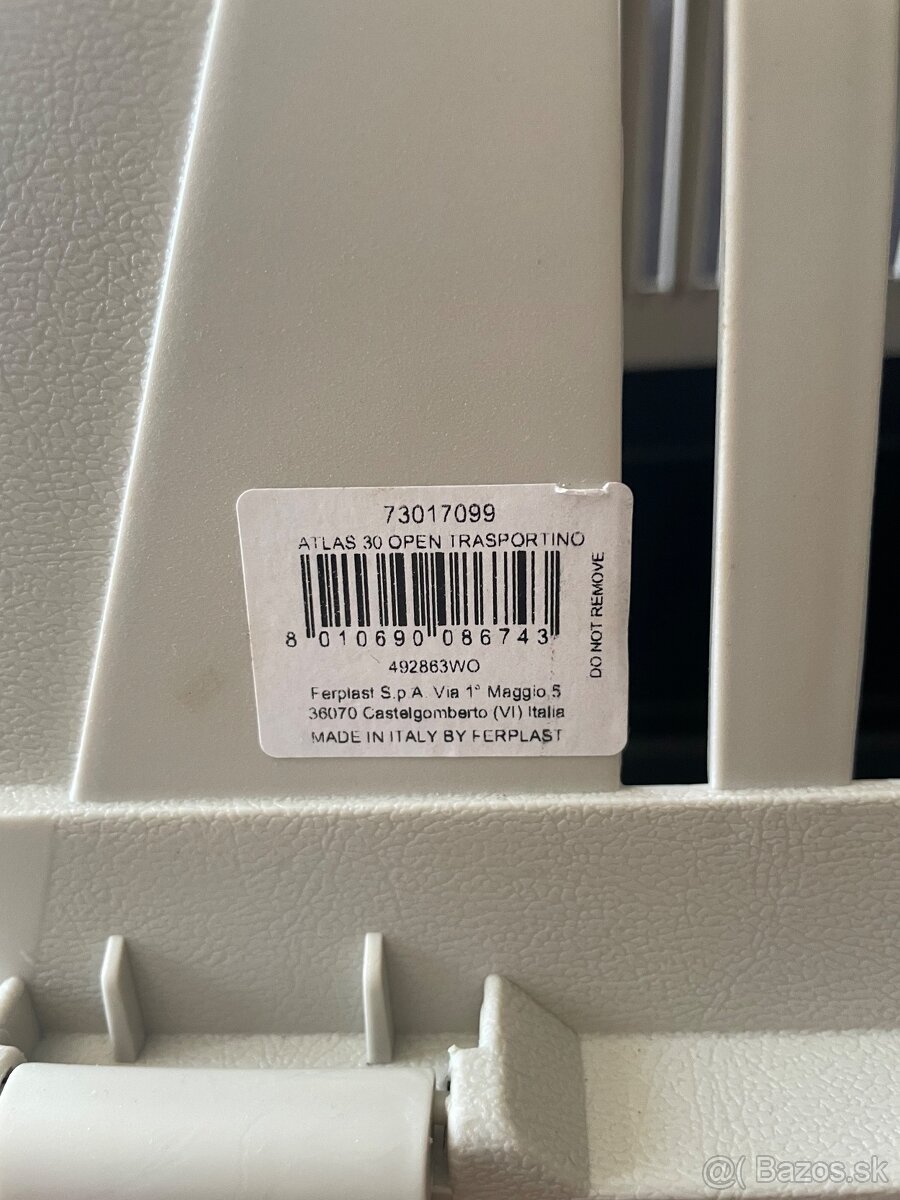 73017099
ATLAS 30 OPEN TRASPORTINO
8 010690 086743
492863WO
Ferplast S.p.A. Via 1° Maggio,5
36070 Castelgomberto (VI) Italia
MADE IN ITALY BY FERPLAST
DO NOT REMOVE
@( Bazos.sk